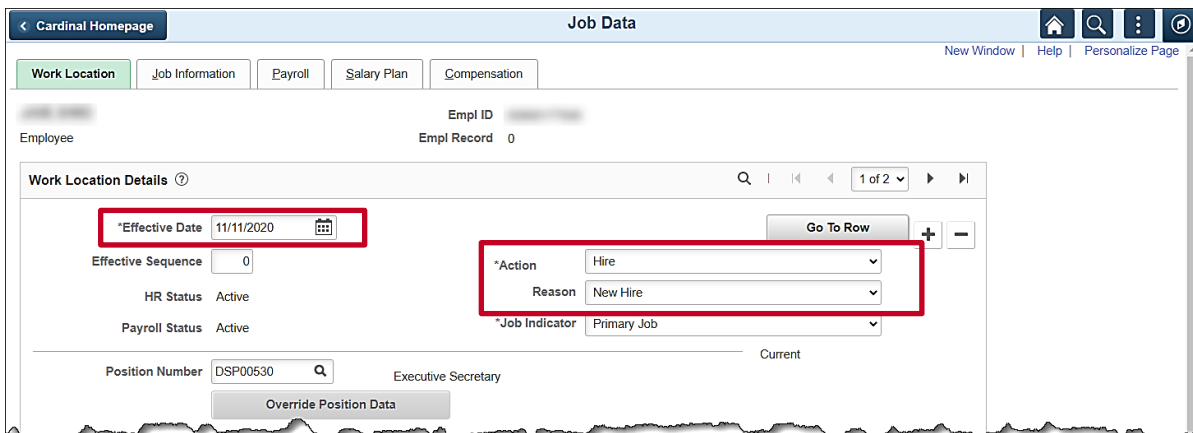 Cardinal Homepage
Job Data
New Window | Help | Personalize Page
Work Location Job Information Payroll Salary Plan Compensation
Empl ID
Employee Empl Record 0
Work Location Details ? 1 of 2
*Effective Date 11/11/2020 Go To Row
Effective Sequence 0 *Action Hire
HR Status Active Reason New Hire
Payroll Status Active *Job Indicator Primary Job
Current
Position Number DSP00530 Executive Secretary
Override Position Data